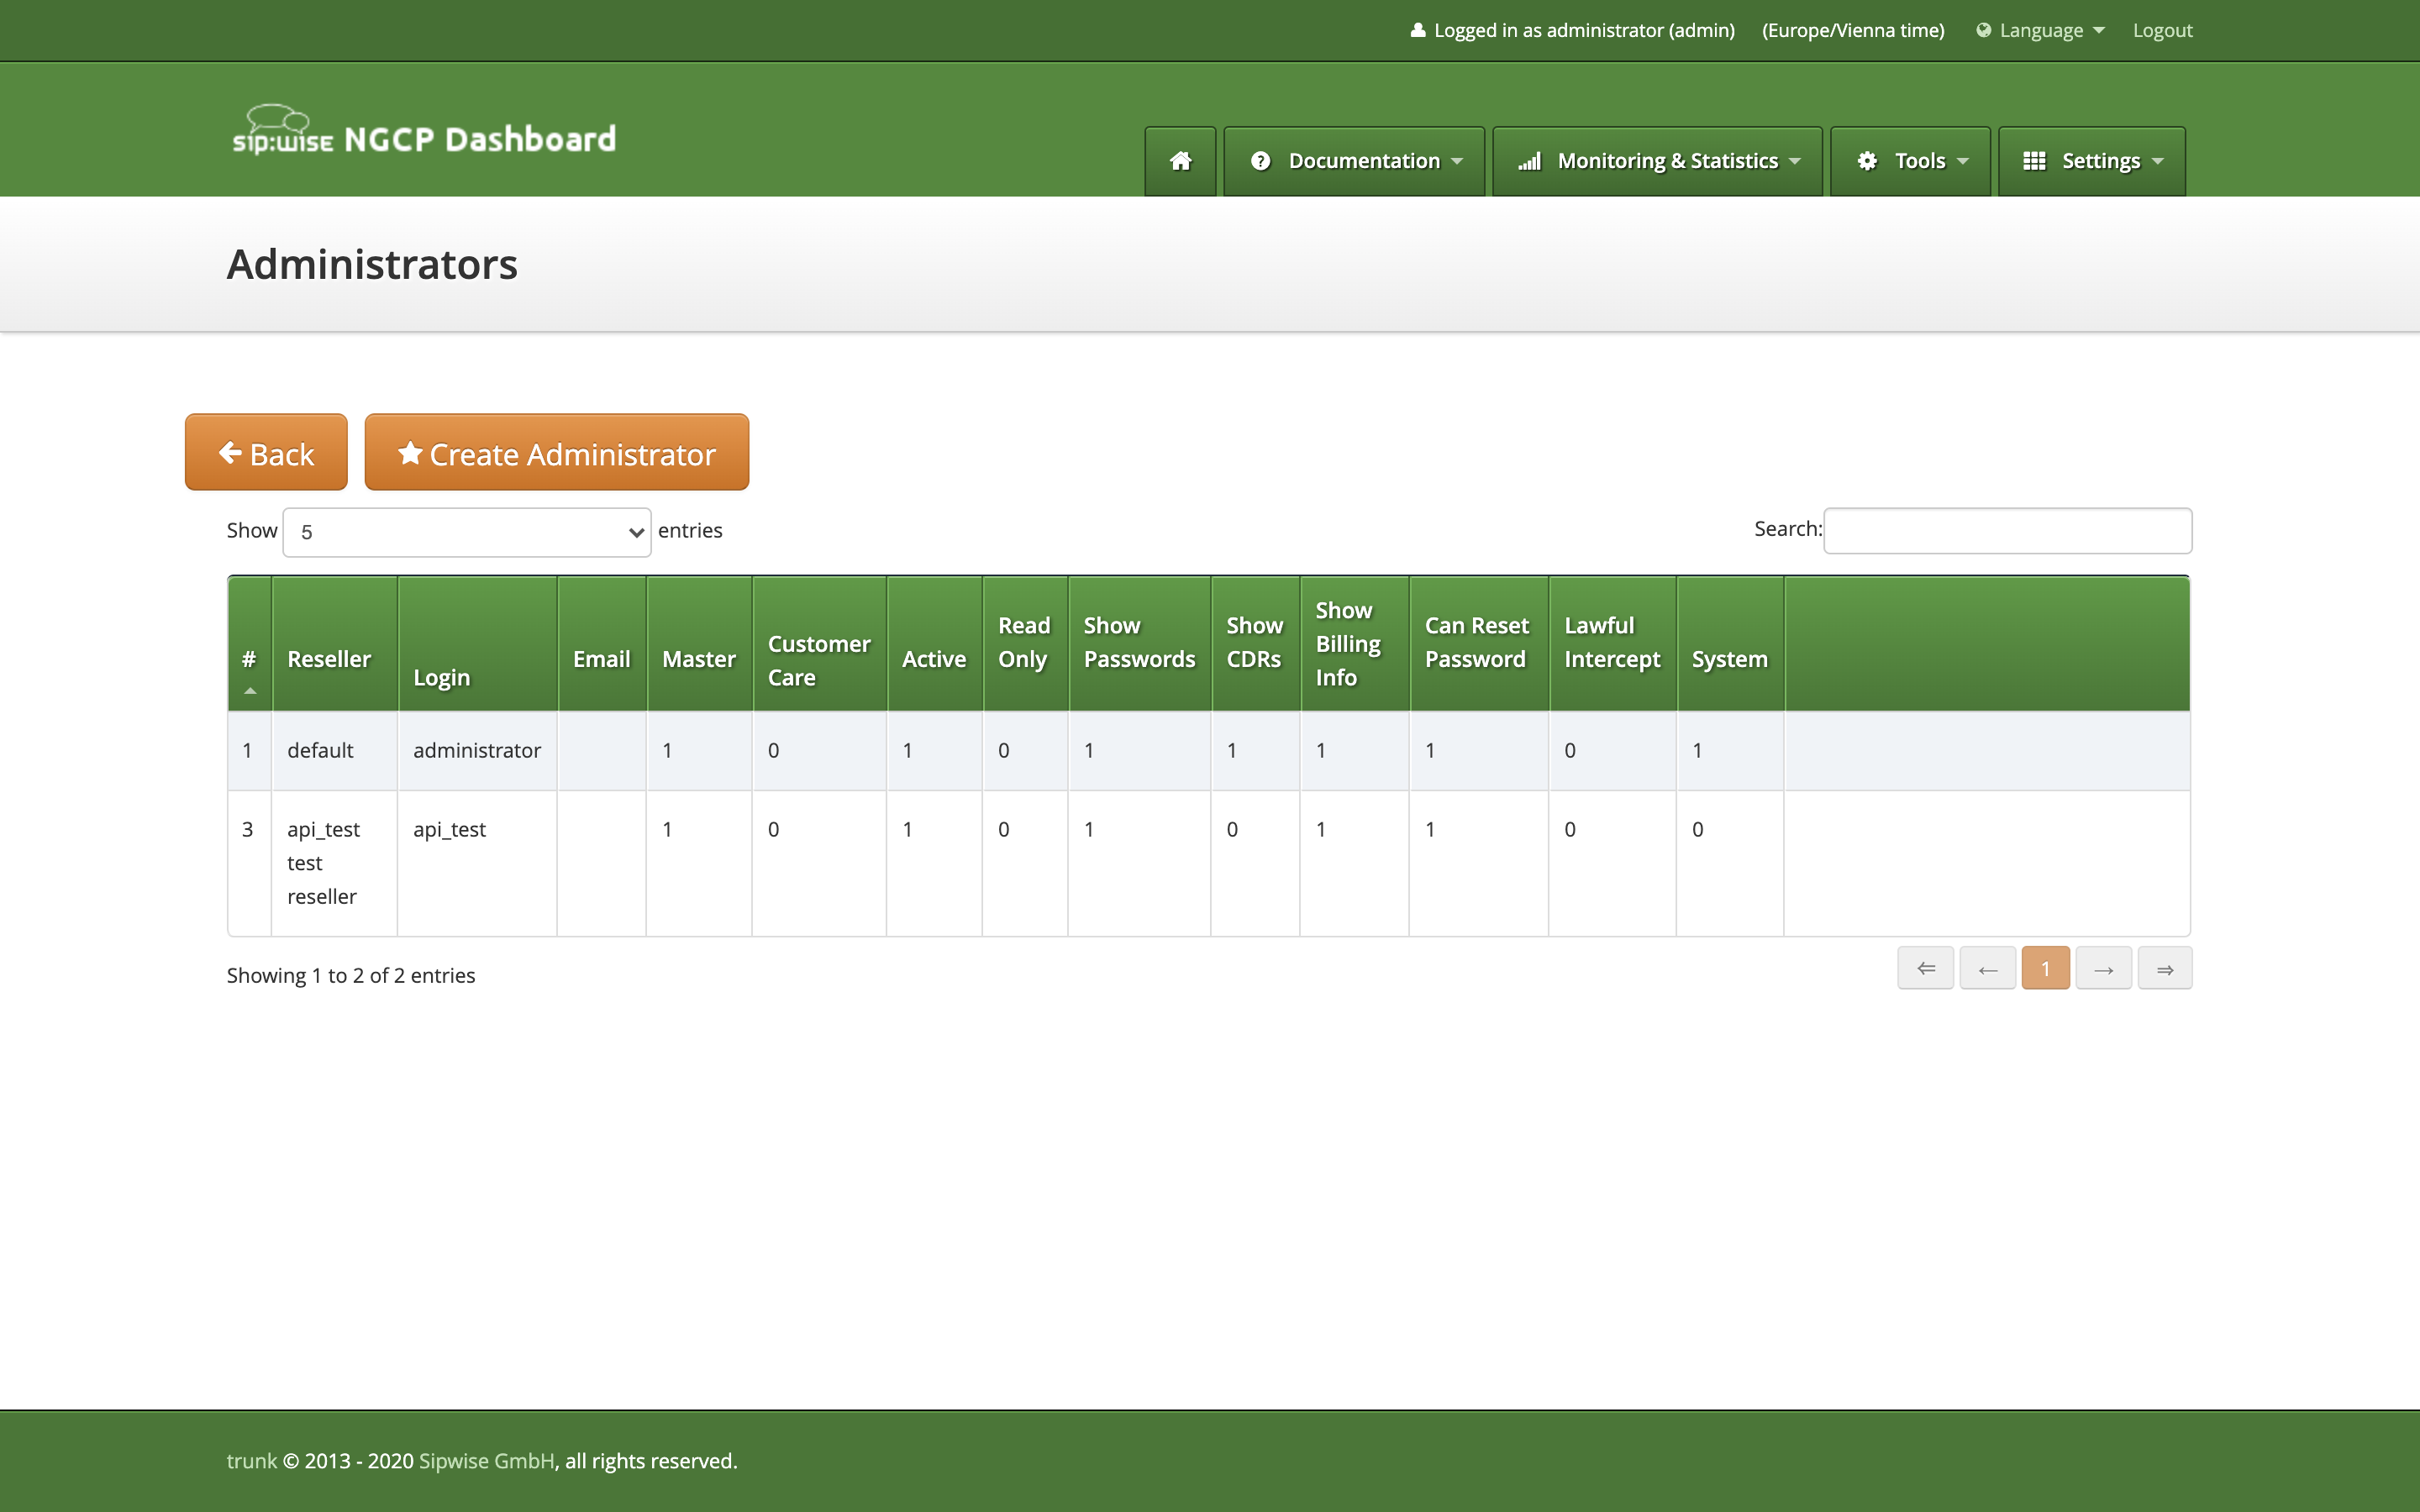 Logged in as administrator (admin) (Europe/Vienna time) Language Logout
sip:wise NGCP Dashboard
Documentation Monitoring & Statistics Tools Settings
Administrators
Back Create Administrator
Show 5 entries Search:
# Reseller Login Email Master Customer Care Active Read Only Show Passwords Show CDRs Show Billing Info Can Reset Password Lawful Intercept System
1 default administrator 1 0 1 0 1 1 1 1 0 1
3 api_test test reseller api_test 1 0 1 0 1 0 1 1 0 0
Showing 1 to 2 of 2 entries ⇐ ← 1 → ⇒
trunk © 2013 - 2020 Sipwise GmbH, all rights reserved.